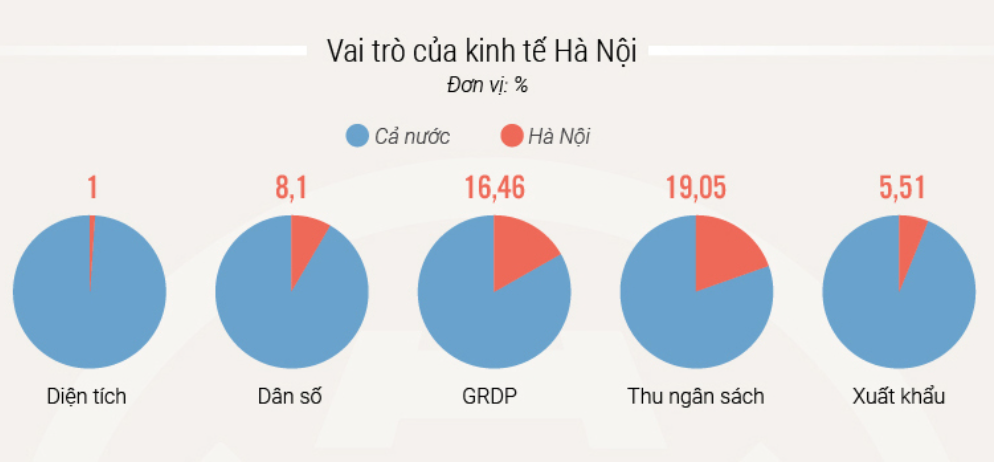 Vai trò của kinh tế Hà Nội
Đơn vị: %
Cả nước Hà Nội
1 8,1 16,46 19,05 5,51
Diện tích Dân số GRDP Thu ngân sách Xuất khẩu